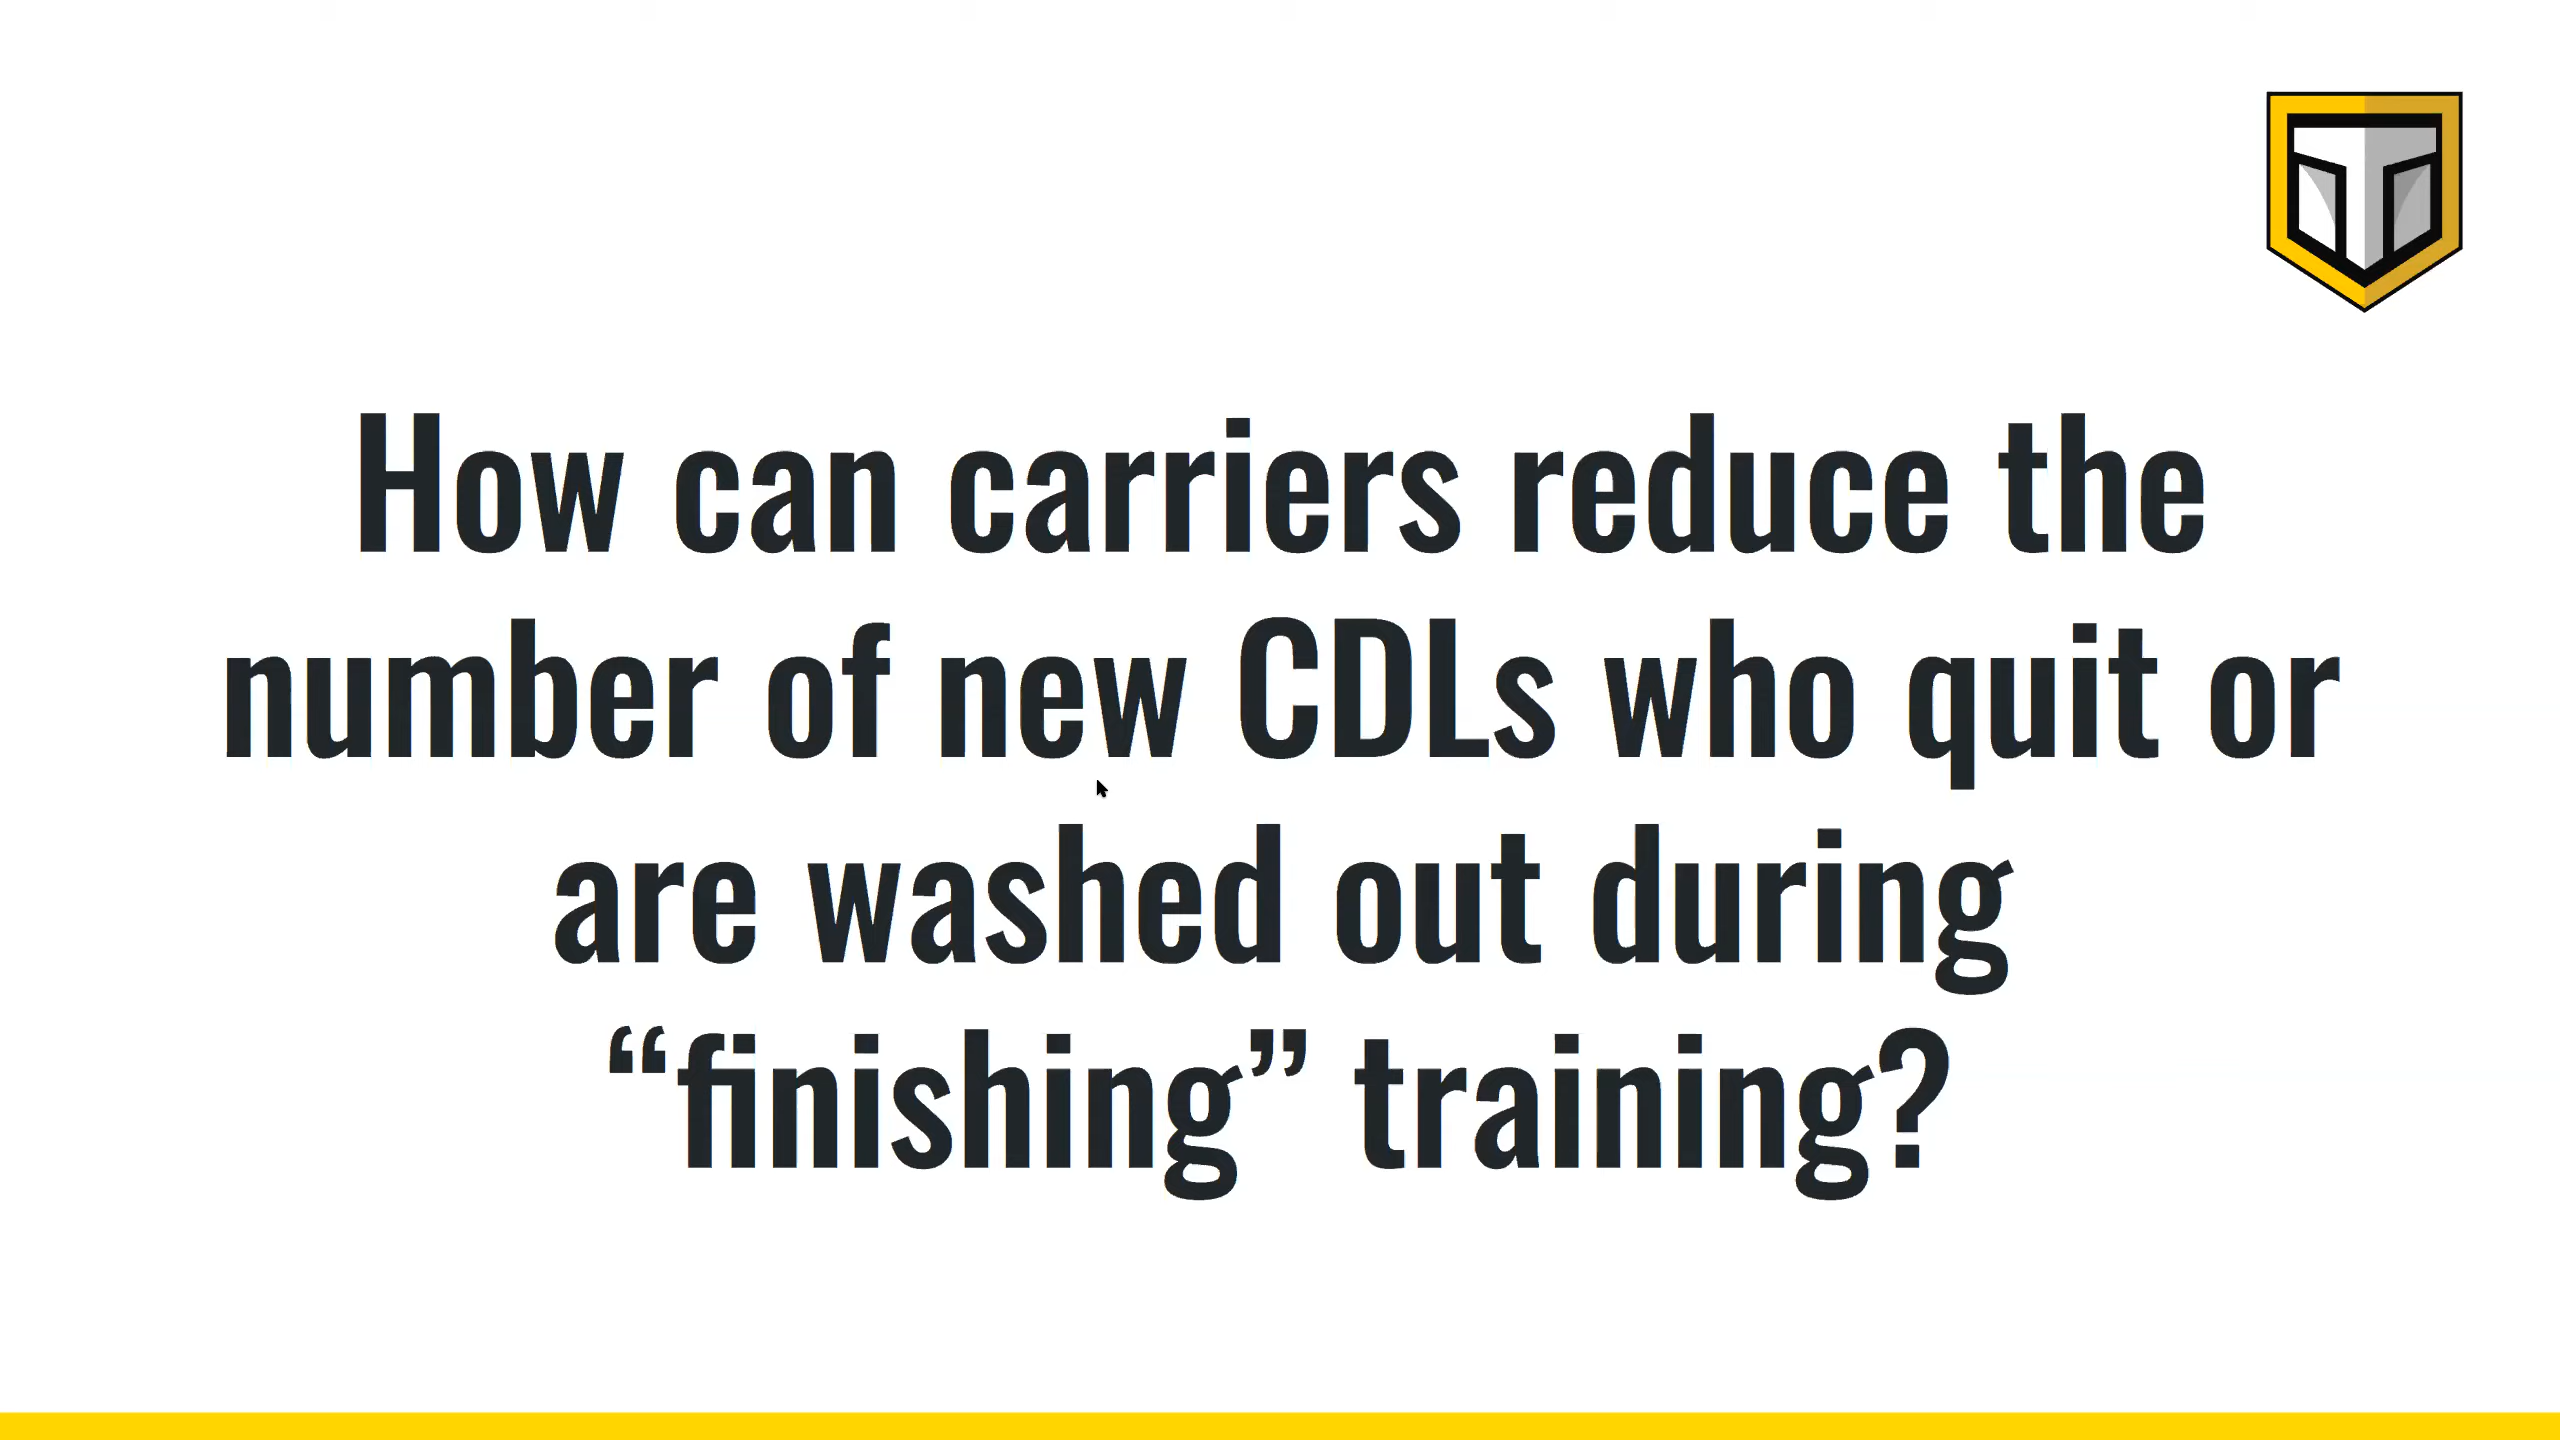 How can carriers reduce the
number of new CDLs who quit or
are washed out during
“finishing” training?